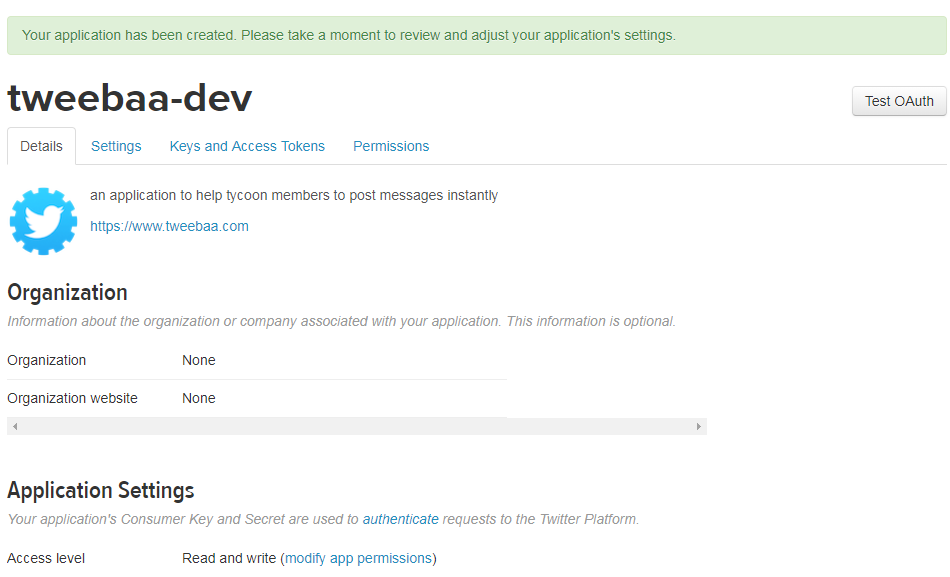 Your application has been created. Please take a moment to review and adjust your application's settings.
tweebaa-dev
Test OAuth
Details Settings Keys and Access Tokens Permissions
an application to help tycoon members to post messages instantly
https://www.tweebaa.com
Organization
Information about the organization or company associated with your application. This information is optional.
Organization None
Organization website None
Application Settings
Your application's Consumer Key and Secret are used to authenticate requests to the Twitter Platform.
Access level Read and write (modify app permissions)